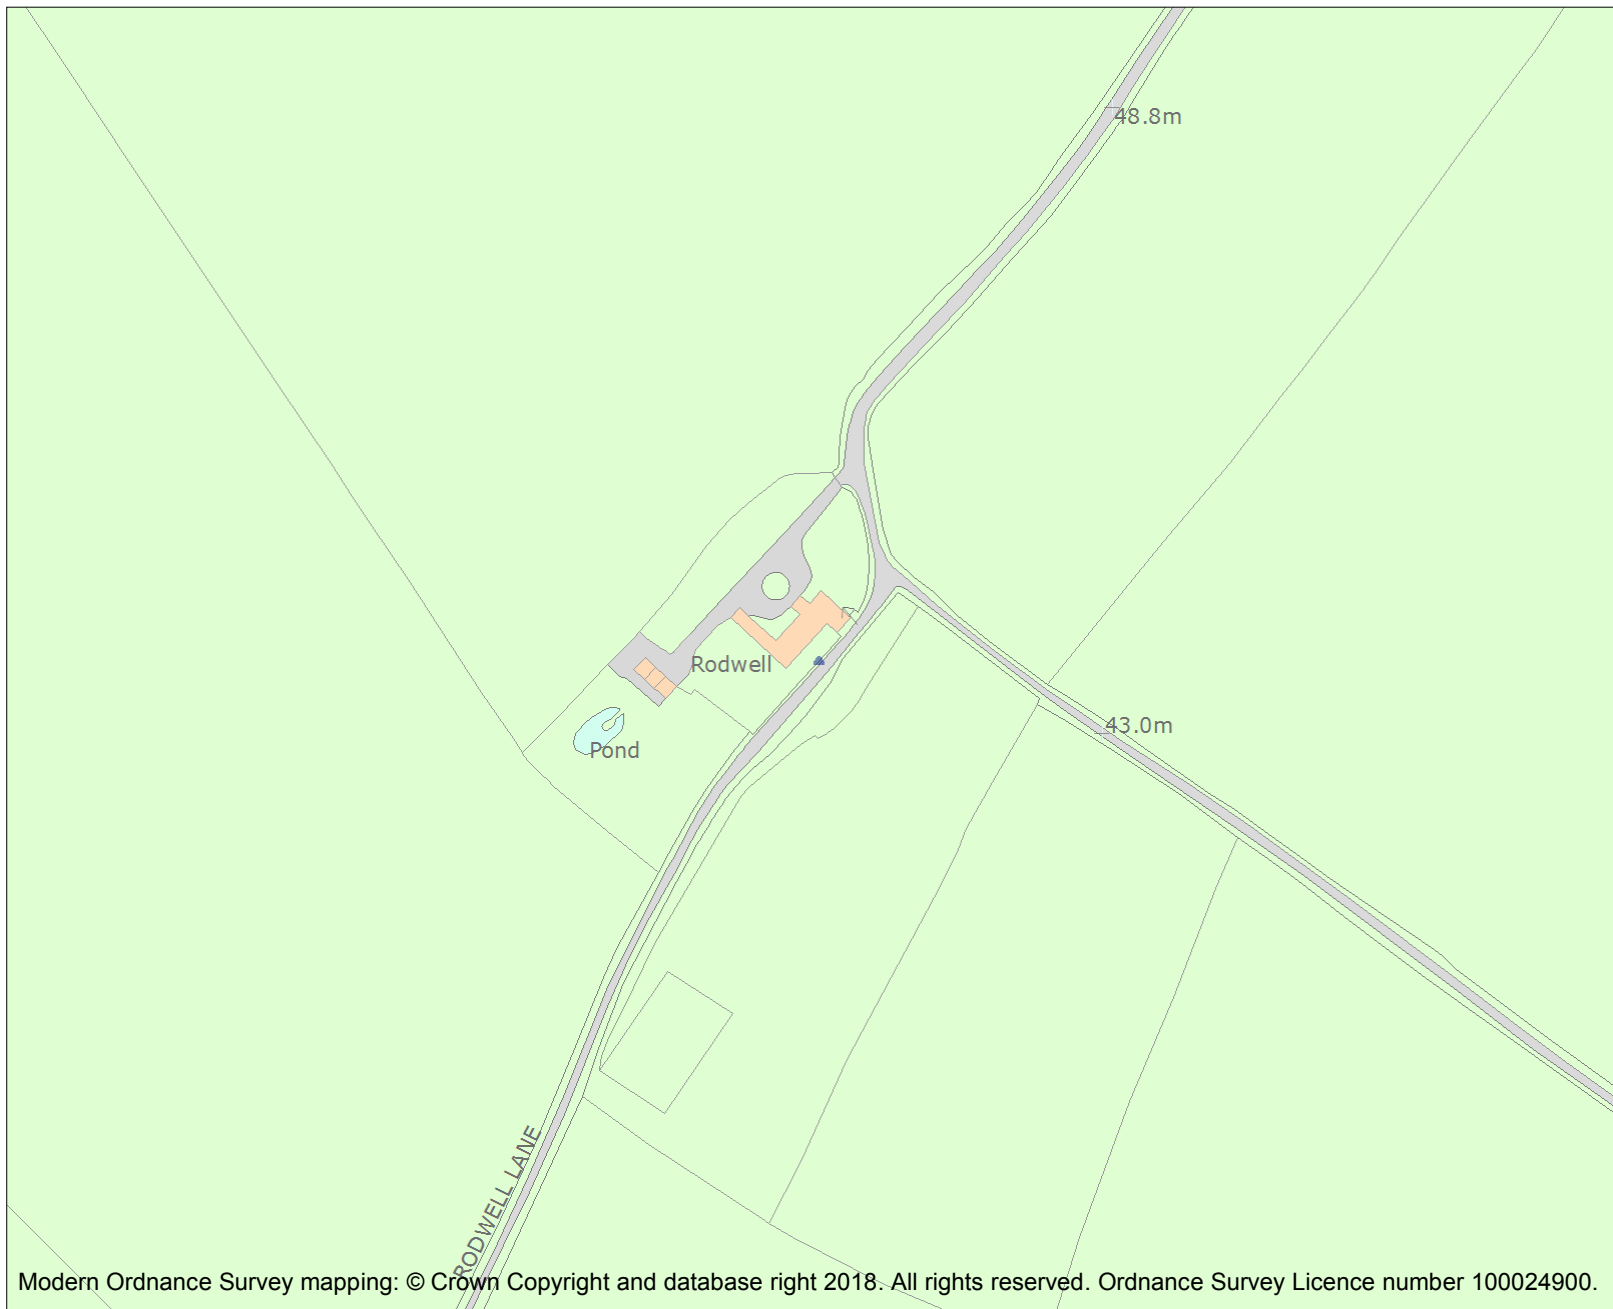 48.8m
Rodwell
43.0m
Pond
RODWELL LANE
Modern Ordnance Survey mapping: © Crown Copyright and database right 2018. All rights reserved. Ordnance Survey Licence number 100024900.